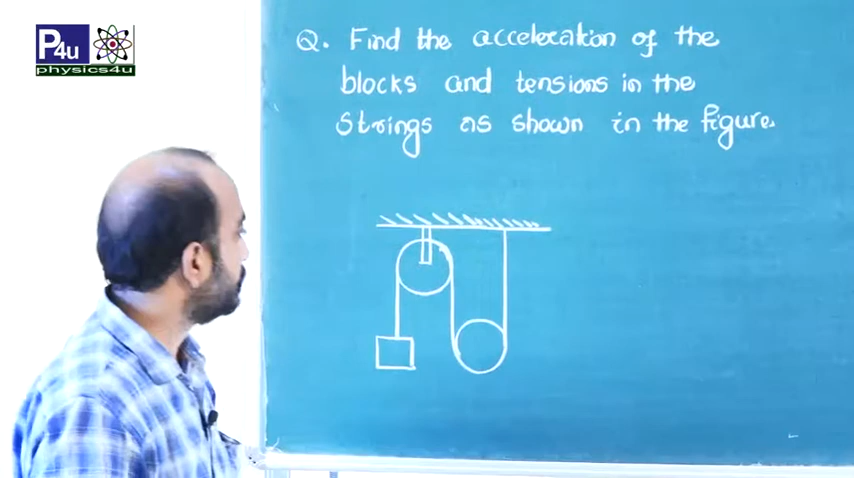 P4u
physics4u
Q. Find the acceleration of the
blocks and tensions in the
strings as shown in the figure.